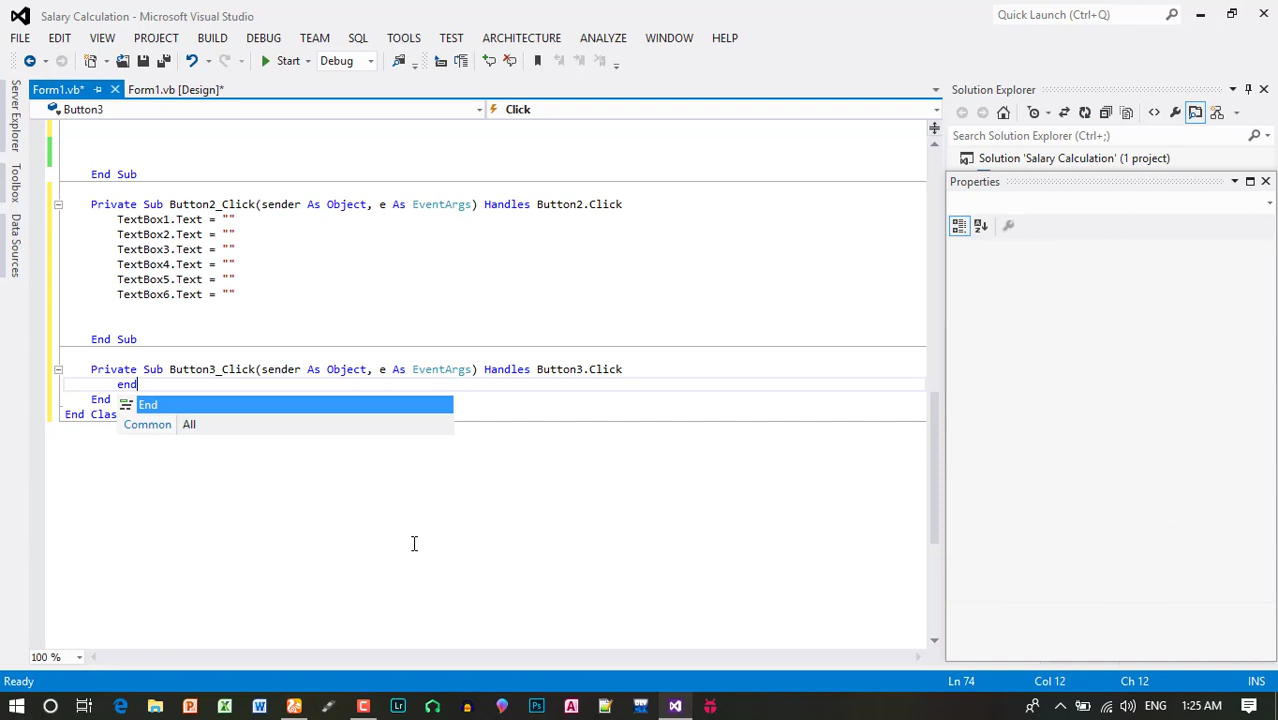 Salary Calculation - Microsoft Visual Studio
Quick Launch (Ctrl+Q)
FILE EDIT VIEW PROJECT BUILD DEBUG TEAM SQL TOOLS TEST ARCHITECTURE ANALYZE WINDOW HELP
Start Debug
Form1.vb* Form1.vb [Design]*
Solution Explorer
Button3 Click
Search Solution Explorer (Ctrl+;)
Solution 'Salary Calculation' (1 project)
Properties
Server Explorer
Toolbox
Data Sources
End Sub
Private Sub Button2_Click(sender As Object, e As EventArgs) Handles Button2.Click
TextBox1.Text = ""
TextBox2.Text = ""
TextBox3.Text = ""
TextBox4.Text = ""
TextBox5.Text = ""
TextBox6.Text = ""
End Sub
Private Sub Button3_Click(sender As Object, e As EventArgs) Handles Button3.Click
end
End
End Clas
End
Common All
100 %
Ready Ln 74 Col 12 Ch 12 INS
ENG 1:25 AM